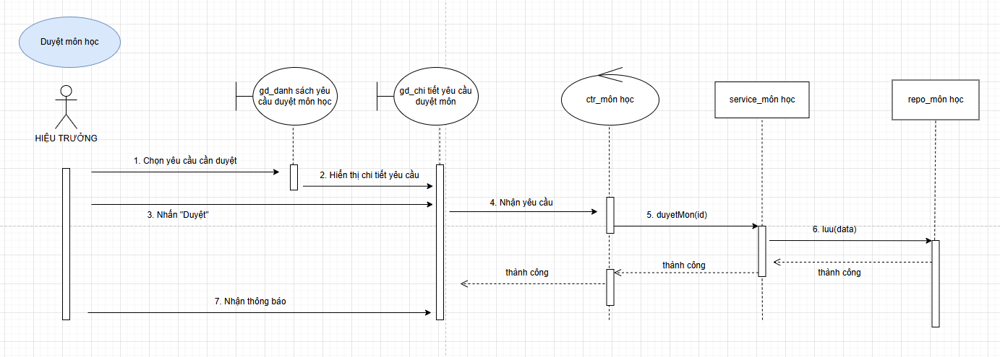 Duyệt môn học
HIỆU TRƯỞNG
gd_danh sách yêu
cầu duyệt môn học
gd_chi tiết yêu cầu
duyệt môn
ctr_môn học
service_môn học
repo_môn học
1. Chọn yêu cầu cần duyệt
2. Hiển thị chi tiết yêu cầu
3. Nhấn "Duyệt"
4. Nhận yêu cầu
5. duyetMon(id)
6. luu(data)
thành công
thành công
thành công
7. Nhận thông báo